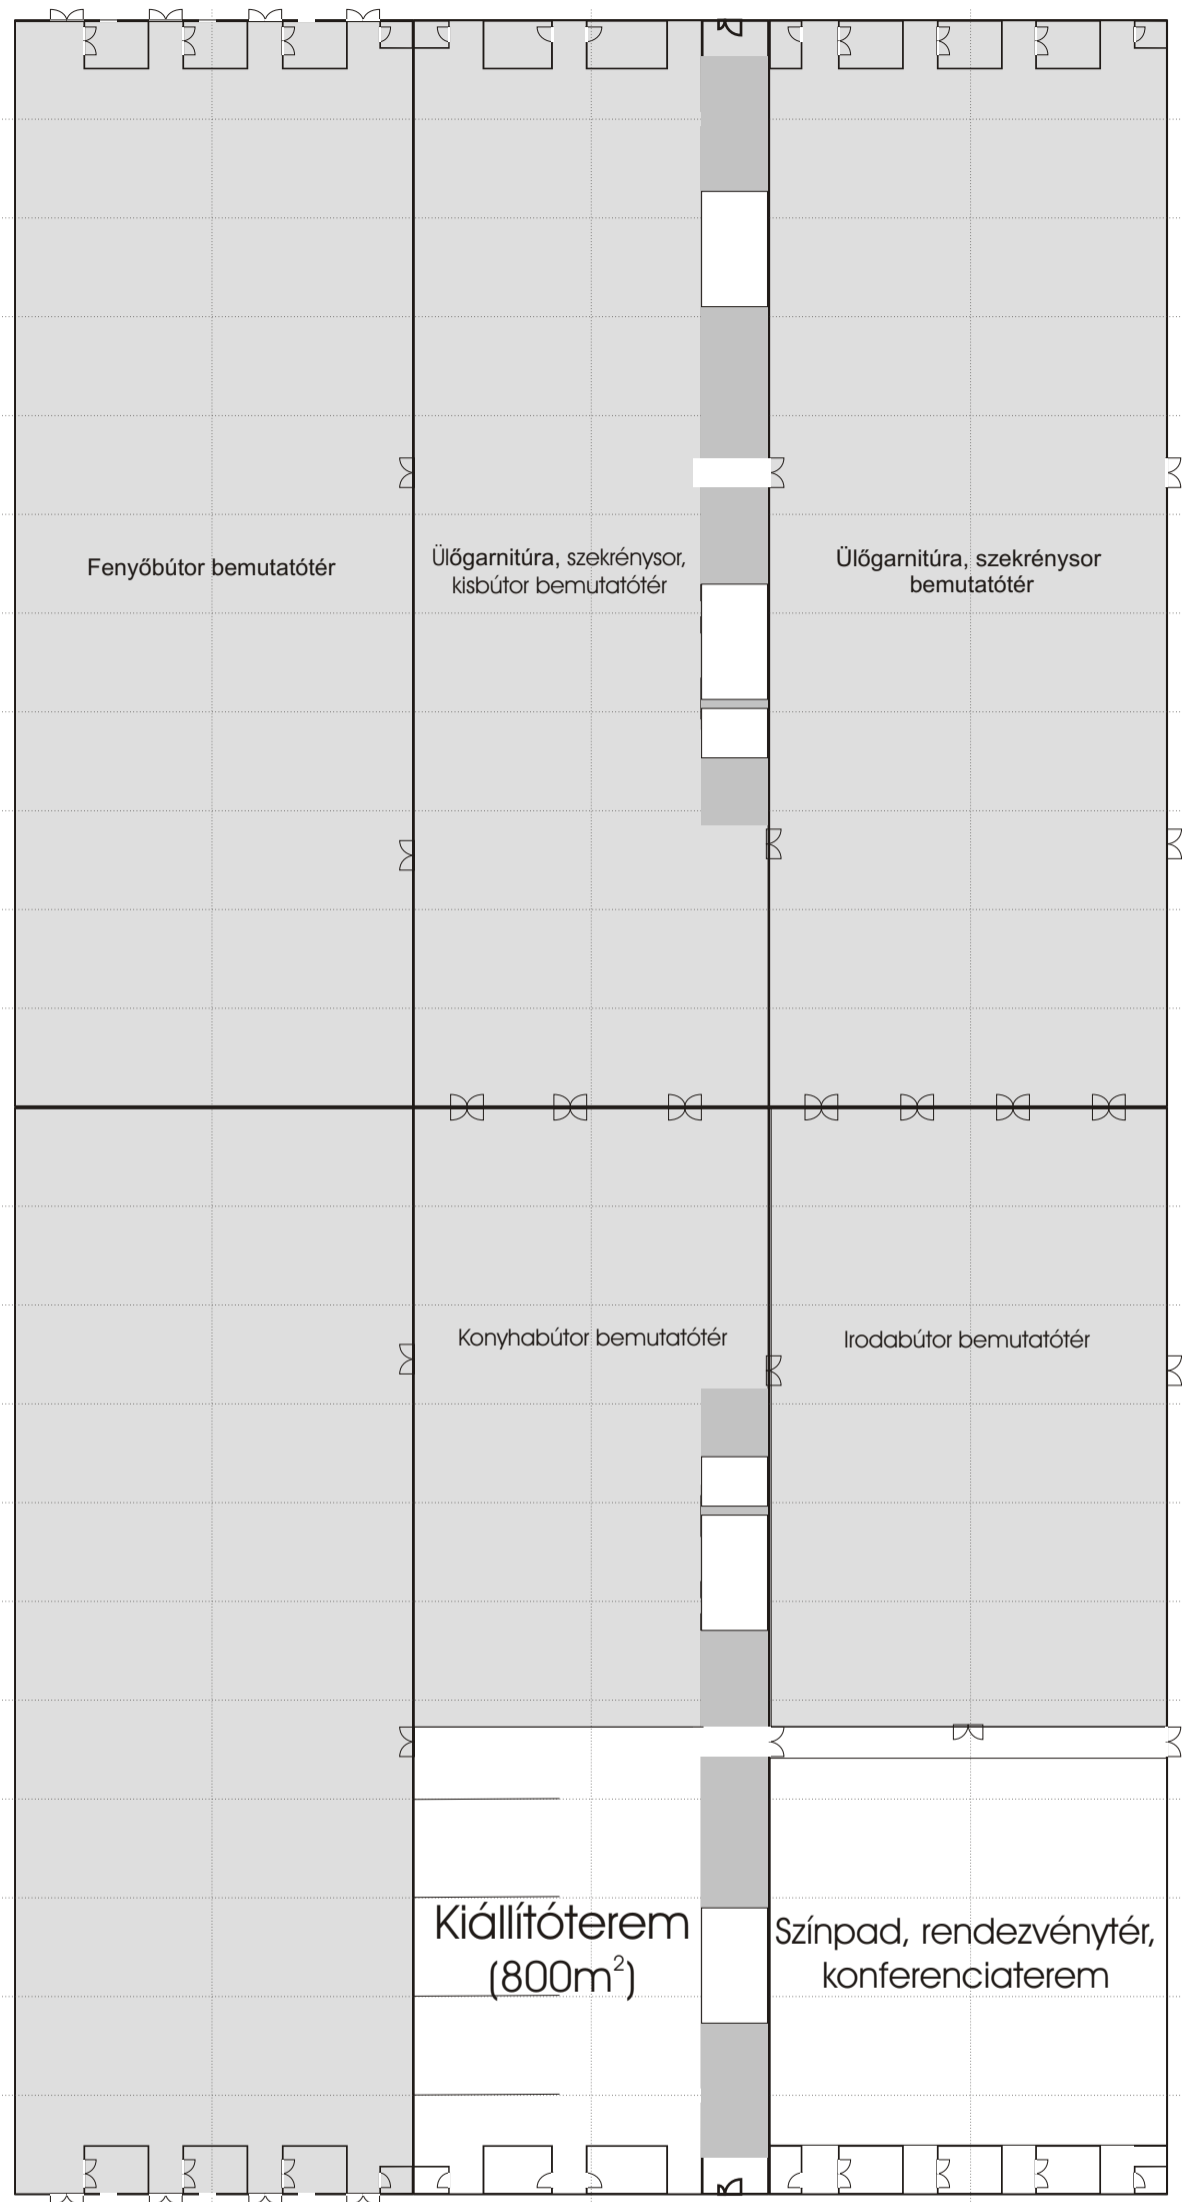 Fenyőbútor bemutatótér
Ülőgarnitúra, szekrénysor,
kisbútor bemutatótér
Ülőgarnitúra, szekrénysor
bemutatótér
Konyhabútor bemutatótér
Irodabútor bemutatótér
Kiállítóterem
(800m²)
Színpad, rendezvénytér,
konferenciaterem